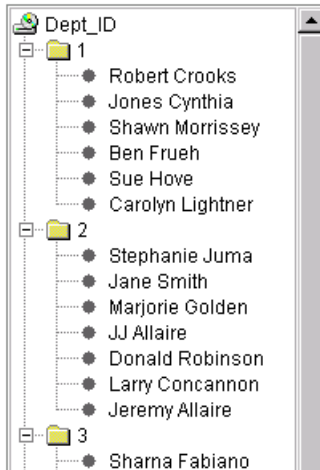 Dept_ID
1
Robert Crooks
Jones Cynthia
Shawn Morrissey
Ben Frueh
Sue Hove
Carolyn Lightner
2
Stephanie Juma
Jane Smith
Marjorie Golden
JJ Allaire
Donald Robinson
Larry Concannon
Jeremy Allaire
3
Sharna Fabiano